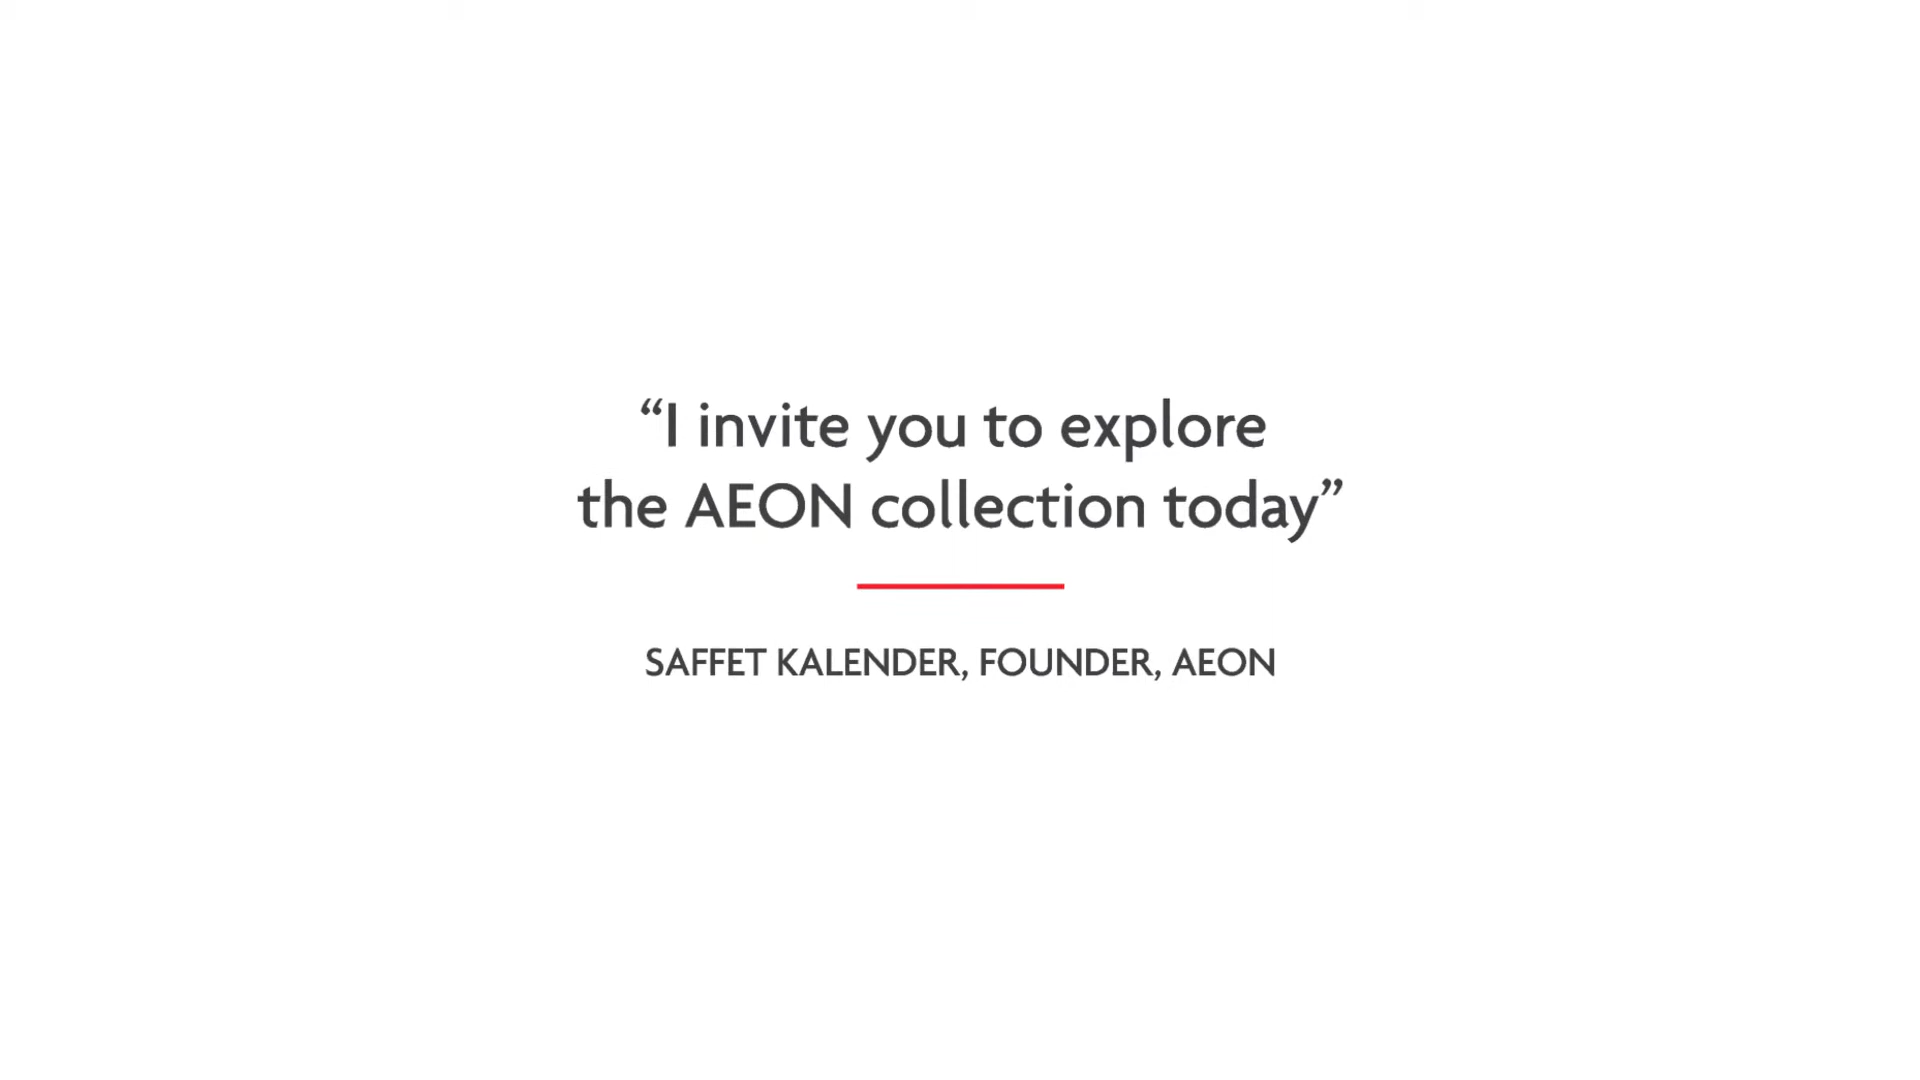 “I invite you to explore
the AEON collection today”
SAFFET KALENDER, FOUNDER, AEON